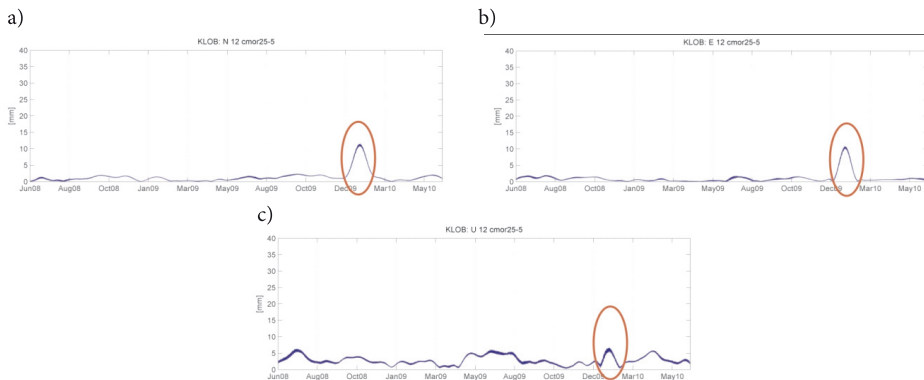 a)
KLOB: N 12 cmor25-5
40
35
30
25
20
15
10
5
0
[mm]
Jun08 Aug08 Oct08 Jan09 Mar09 May09 Aug09 Oct09 Dec09 Mar10 May10
b)
KLOB: E 12 cmor25-5
40
35
30
25
20
15
10
5
0
[mm]
Jun08 Aug08 Oct08 Jan09 Mar09 May09 Aug09 Oct09 Dec09 Mar10 May10
c)
KLOB: U 12 cmor25-5
40
35
30
25
20
15
10
5
0
[mm]
Jun08 Aug08 Oct08 Jan09 Mar09 May09 Aug09 Oct09 Dec09 Mar10 May10